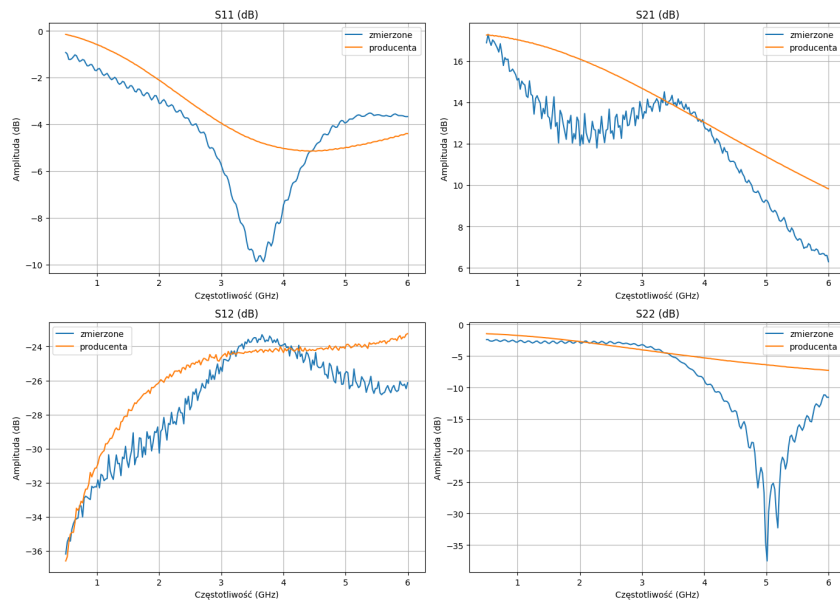 S11 (dB)
zmierzone
producenta
Amplituda (dB)
0
−2
−4
−6
−8
−10
1 2 3 4 5 6
Częstotliwość (GHz)
S21 (dB)
zmierzone
producenta
Amplituda (dB)
16
14
12
10
8
6
1 2 3 4 5 6
Częstotliwość (GHz)
S12 (dB)
zmierzone
producenta
Amplituda (dB)
−24
−26
−28
−30
−32
−34
−36
1 2 3 4 5 6
Częstotliwość (GHz)
S22 (dB)
zmierzone
producenta
Amplituda (dB)
0
−5
−10
−15
−20
−25
−30
−35
1 2 3 4 5 6
Częstotliwość (GHz)